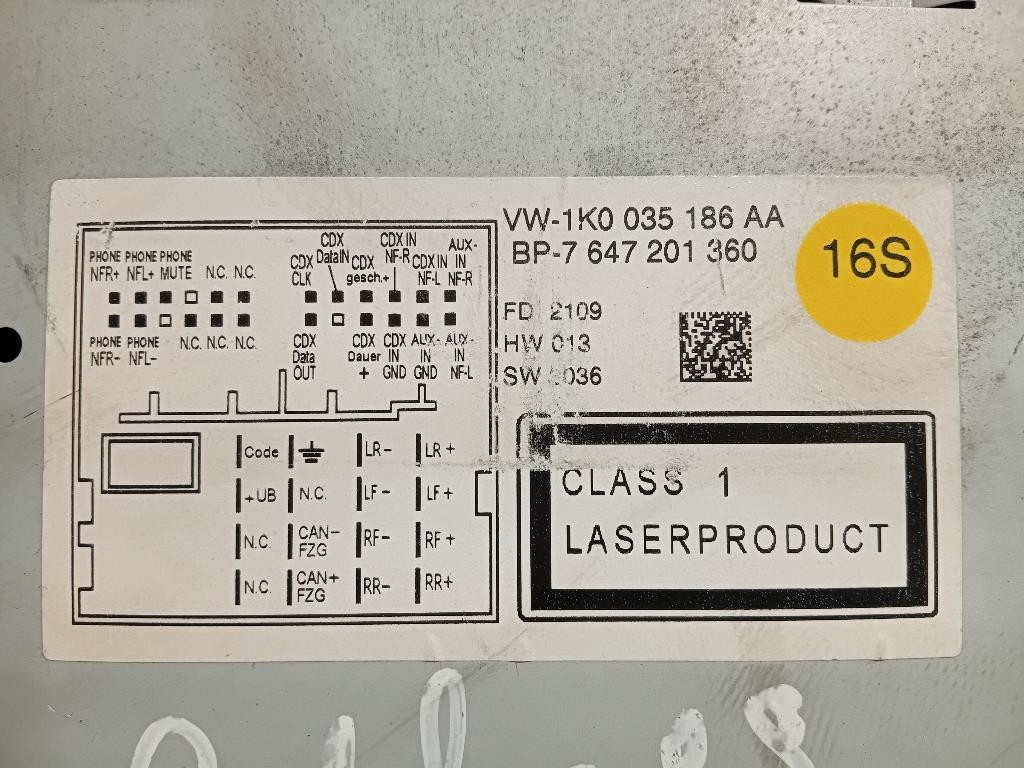 VW-1K0 035 186 AA
BP-7 647 201 360
16S
FD 2109
HW 013
SW 3036
CLASS 1
LASERPRODUCT
PHONE PHONE PHONE
NFR+ NFL+ MUTE N.C. N.C.
CDX CLK
CDX DataIN
CDX gesch.+
CDX IN NF-R
CDX IN NF-L
AUX-IN NF-R
PHONE PHONE
NFR- NFL- N.C. N.C. N.C.
CDX Data OUT
CDX Dauer +
CDX IN GND
AUX-IN GND
AUX-IN NF-L
Code LR- LR+
+UB N.C. LF- LF+
N.C. CAN- FZG RF- RF+
N.C. CAN+ FZG RR- RR+